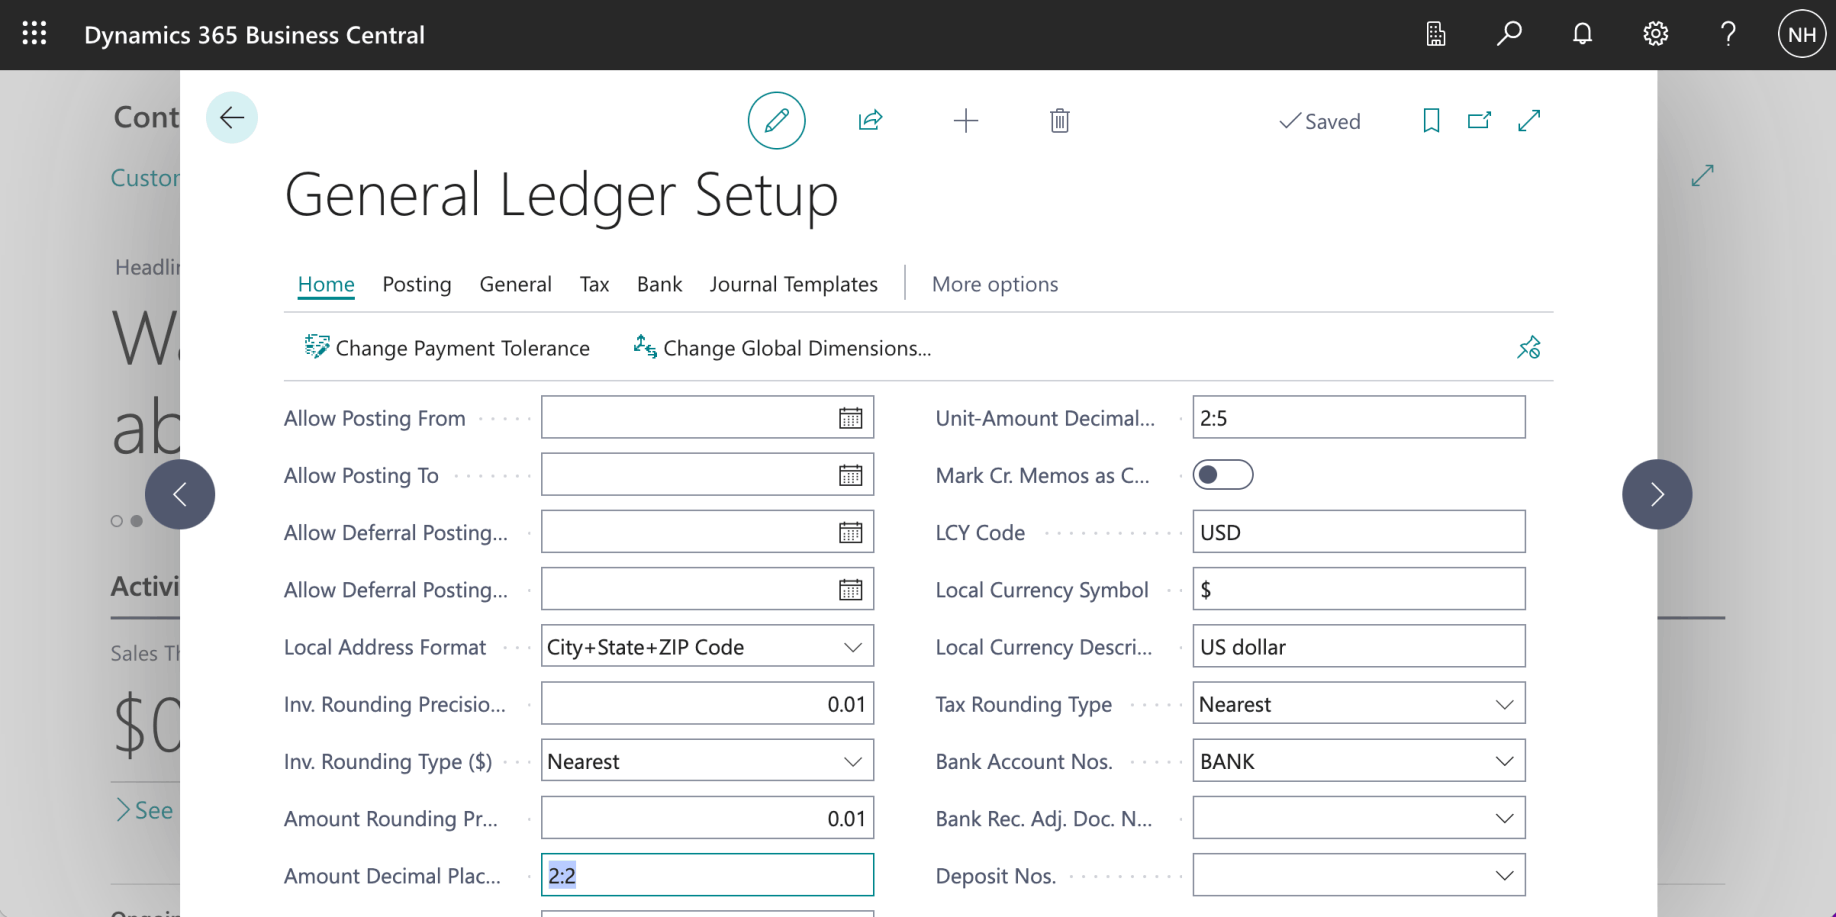 Dynamics 365 Business Central
NH
Cont
Custor
Headlin
Wa
ab
Activi
Sales Th
$0
See
Saved
General Ledger Setup
Home Posting General Tax Bank Journal Templates More options
Change Payment Tolerance Change Global Dimensions...
Allow Posting From
Allow Posting To
Allow Deferral Posting...
Allow Deferral Posting...
Local Address Format City+State+ZIP Code
Inv. Rounding Precisio... 0.01
Inv. Rounding Type ($) Nearest
Amount Rounding Pr... 0.01
Amount Decimal Plac... 2:2
Unit-Amount Decimal... 2:5
Mark Cr. Memos as C...
LCY Code USD
Local Currency Symbol $
Local Currency Descri... US dollar
Tax Rounding Type Nearest
Bank Account Nos. BANK
Bank Rec. Adj. Doc. N...
Deposit Nos.